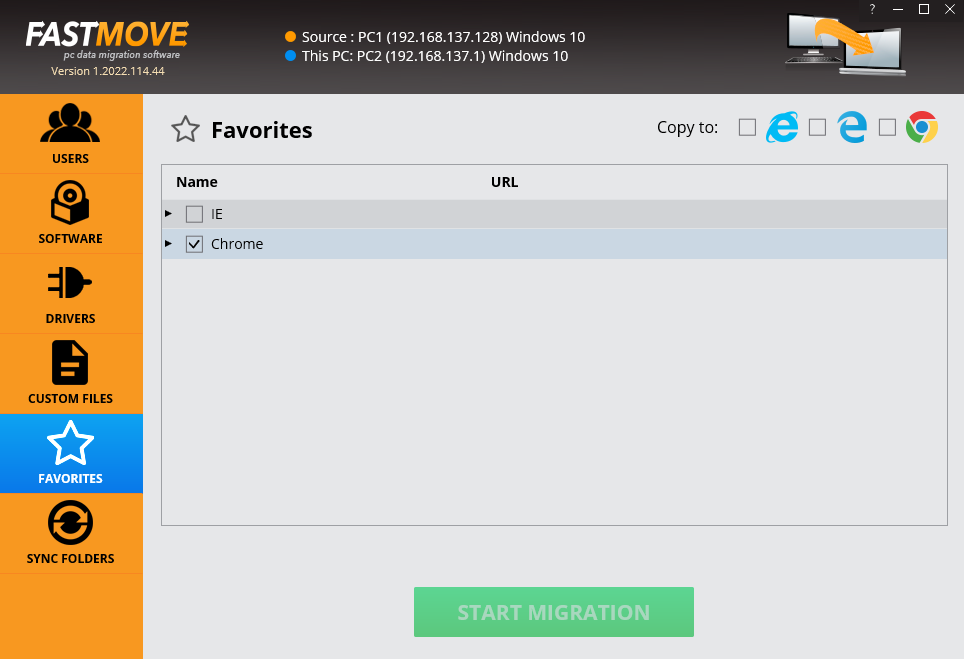 ?
FASTMOVE
pc data migration software
Version 1.2022.114.44
Source : PC1 (192.168.137.128) Windows 10
This PC: PC2 (192.168.137.1) Windows 10
USERS
SOFTWARE
DRIVERS
CUSTOM FILES
FAVORITES
SYNC FOLDERS
Favorites
Copy to:
Name URL
IE
Chrome
START MIGRATION